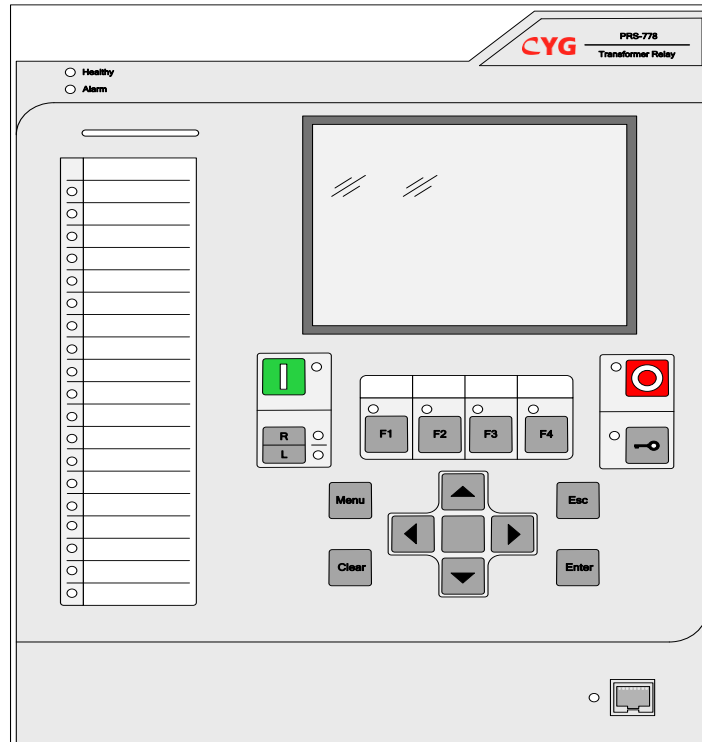 PRS-778
CYG
Transformer Relay
Healthy
Alarm
F1 F2 F3 F4
R
L
Menu
Esc
Clear
Enter